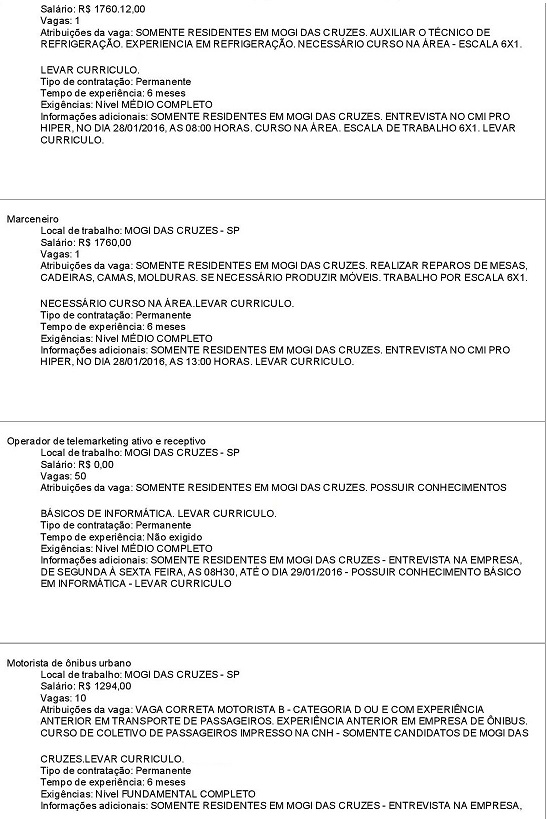 Salário: R$ 1760.12,00
Vagas: 1
Atribuições da vaga: SOMENTE RESIDENTES EM MOGI DAS CRUZES. AUXILIAR O TÉCNICO DE
REFRIGERAÇÃO. EXPERIENCIA EM REFRIGERAÇÃO. NECESSÁRIO CURSO NA ÁREA - ESCALA 6X1.
LEVAR CURRICULO.
Tipo de contratação: Permanente
Tempo de experiência: 6 meses
Exigências: Nivel MÉDIO COMPLETO
Informações adicionais: SOMENTE RESIDENTES EM MOGI DAS CRUZES. ENTREVISTA NO CMI PRO
HIPER, NO DIA 28/01/2016, AS 08:00 HORAS. CURSO NA ÁREA. ESCALA DE TRABALHO 6X1. LEVAR
CURRICULO.
Marceneiro
Local de trabalho: MOGI DAS CRUZES - SP
Salário: R$ 1760,00
Vagas: 1
Atribuições da vaga: SOMENTE RESIDENTES EM MOGI DAS CRUZES. REALIZAR REPAROS DE MESAS,
CADEIRAS, CAMAS, MOLDURAS. SE NECESSÁRIO PRODUZIR MÓVEIS. TRABALHO POR ESCALA 6X1.
NECESSÁRIO CURSO NA ÁREA.LEVAR CURRICULO.
Tipo de contratação: Permanente
Tempo de experiência: 6 meses
Exigências: Nivel MÉDIO COMPLETO
Informações adicionais: SOMENTE RESIDENTES EM MOGI DAS CRUZES. ENTREVISTA NO CMI PRO
HIPER, NO DIA 28/01/2016, AS 13:00 HORAS. LEVAR CURRICULO.
Operador de telemarketing ativo e receptivo
Local de trabalho: MOGI DAS CRUZES - SP
Salário: R$ 0,00
Vagas: 50
Atribuições da vaga: SOMENTE RESIDENTES EM MOGI DAS CRUZES. POSSUIR CONHECIMENTOS
BÁSICOS DE INFORMÁTICA. LEVAR CURRICULO.
Tipo de contratação: Permanente
Tempo de experiência: Não exigido
Exigências: Nivel MÉDIO COMPLETO
Informações adicionais: SOMENTE RESIDENTES EM MOGI DAS CRUZES - ENTREVISTA NA EMPRESA,
DE SEGUNDA À SEXTA FEIRA, AS 08H30, ATÉ O DIA 29/01/2016 - POSSUIR CONHECIMENTO BÁSICO
EM INFORMÁTICA - LEVAR CURRICULO
Motorista de ônibus urbano
Local de trabalho: MOGI DAS CRUZES - SP
Salário: R$ 1294,00
Vagas: 10
Atribuições da vaga: VAGA CORRETA MOTORISTA B - CATEGORIA D OU E COM EXPERIÊNCIA
ANTERIOR EM TRANSPORTE DE PASSAGEIROS. EXPERIÊNCIA ANTERIOR EM EMPRESA DE ÔNIBUS.
CURSO DE COLETIVO DE PASSAGEIROS IMPRESSO NA CNH - SOMENTE CANDIDATOS DE MOGI DAS
CRUZES.LEVAR CURRICULO.
Tipo de contratação: Permanente
Tempo de experiência: 6 meses
Exigências: Nivel FUNDAMENTAL COMPLETO
Informações adicionais: SOMENTE RESIDENTES EM MOGI DAS CRUZES - ENTREVISTA NA EMPRESA,